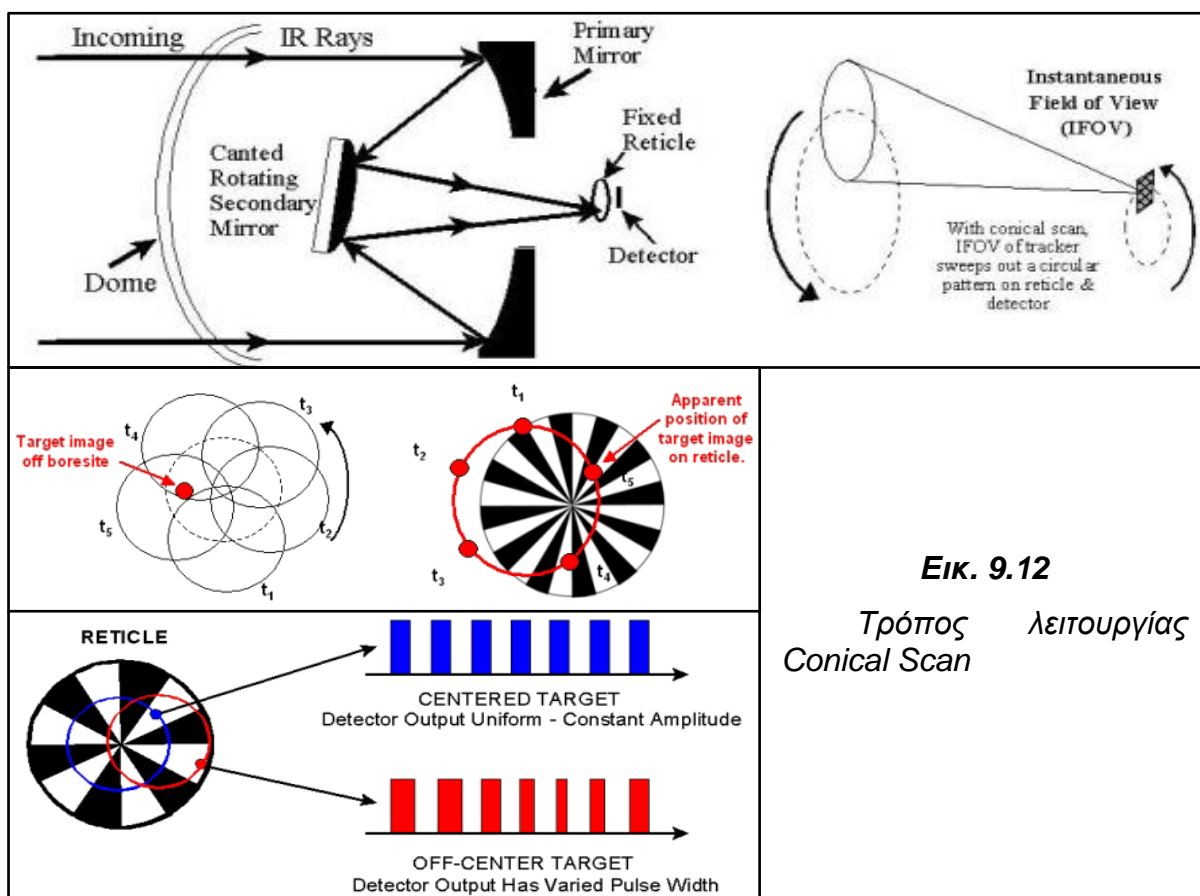 Incoming IR Rays
Primary
Mirror
Fixed
Reticle
Canted
Rotating
Secondary
Mirror
Detector
Dome
Instantaneous
Field of View
(IFOV)
With conical scan,
IFOV of tracker
sweeps out a circular
pattern on reticle &
detector
Target image
off boresite
t4
t3
t5
t2
t1
t1
t2
t3
t4
t5
Apparent
position of
target image
on reticle.
RETICLE
CENTERED TARGET
Detector Output Uniform - Constant Amplitude
OFF-CENTER TARGET
Detector Output Has Varied Pulse Width
Εικ. 9.12
Τρόπος λειτουργίας
Conical Scan